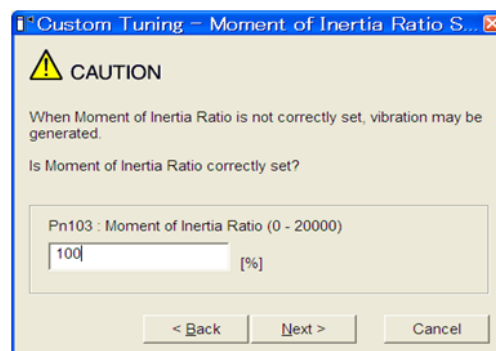 Custom Tuning - Moment of Inertia Ratio S...
CAUTION
When Moment of Inertia Ratio is not correctly set, vibration may be
generated.
Is Moment of Inertia Ratio correctly set?
Pn103 : Moment of Inertia Ratio (0 - 20000)
100
[%]
< Back
Next >
Cancel